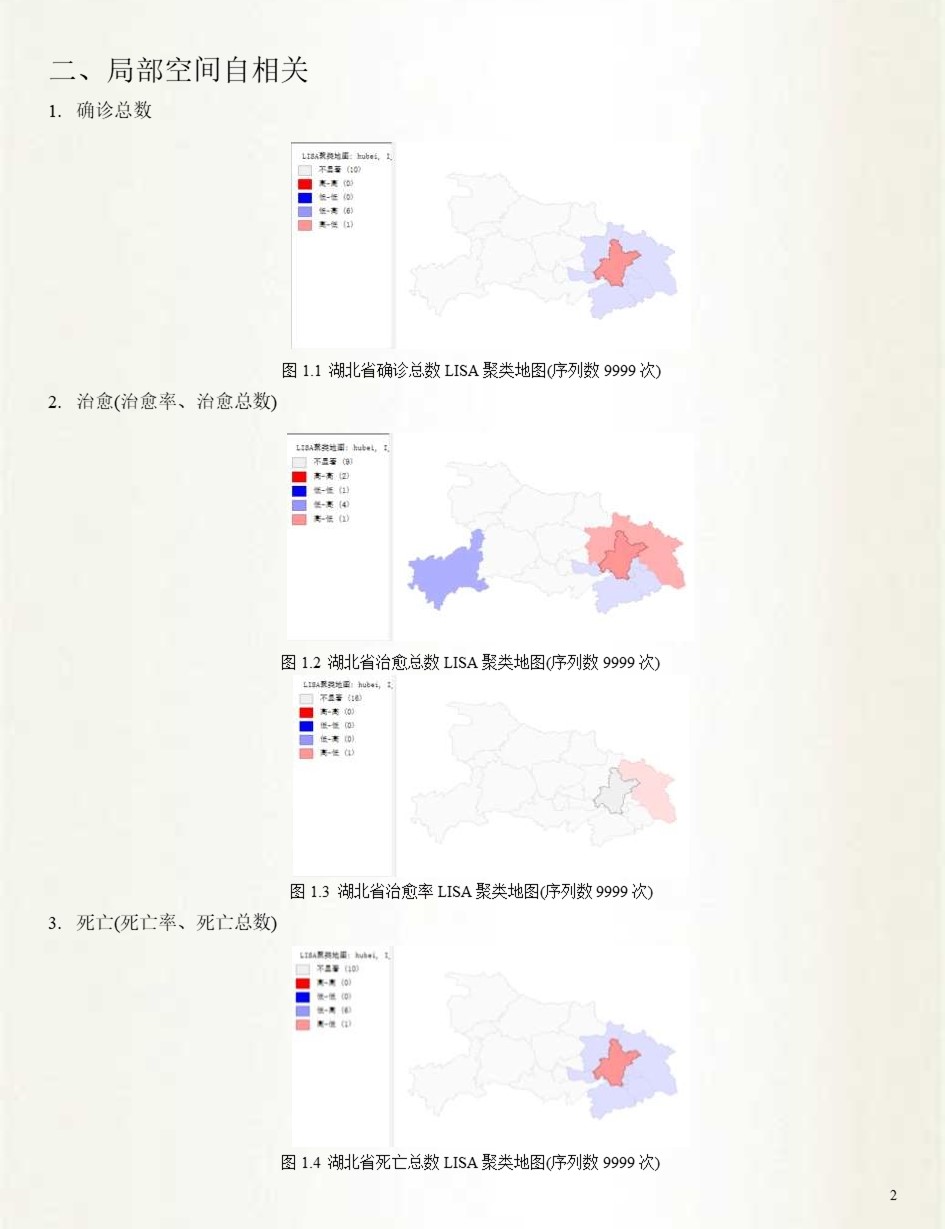 二、局部空间自相关
1. 确诊总数
LISA聚类地图: hubei, I_
不显著 (10)
高-高 (0)
低-低 (0)
低-高 (6)
高-低 (1)
图 1.1 湖北省确诊总数 LISA 聚类地图(序列数 9999 次)
2. 治愈(治愈率、治愈总数)
LISA聚类地图: hubei, I_
不显著 (9)
高-高 (2)
低-低 (1)
低-高 (4)
高-低 (1)
图 1.2 湖北省治愈总数 LISA 聚类地图(序列数 9999 次)
LISA聚类地图: hubei, I_
不显著 (16)
高-高 (0)
低-低 (0)
低-高 (0)
高-低 (1)
图 1.3 湖北省治愈率 LISA 聚类地图(序列数 9999 次)
3. 死亡(死亡率、死亡总数)
LISA聚类地图: hubei, I_
不显著 (10)
高-高 (0)
低-低 (0)
低-高 (6)
高-低 (1)
图 1.4 湖北省死亡总数 LISA 聚类地图(序列数 9999 次)
2